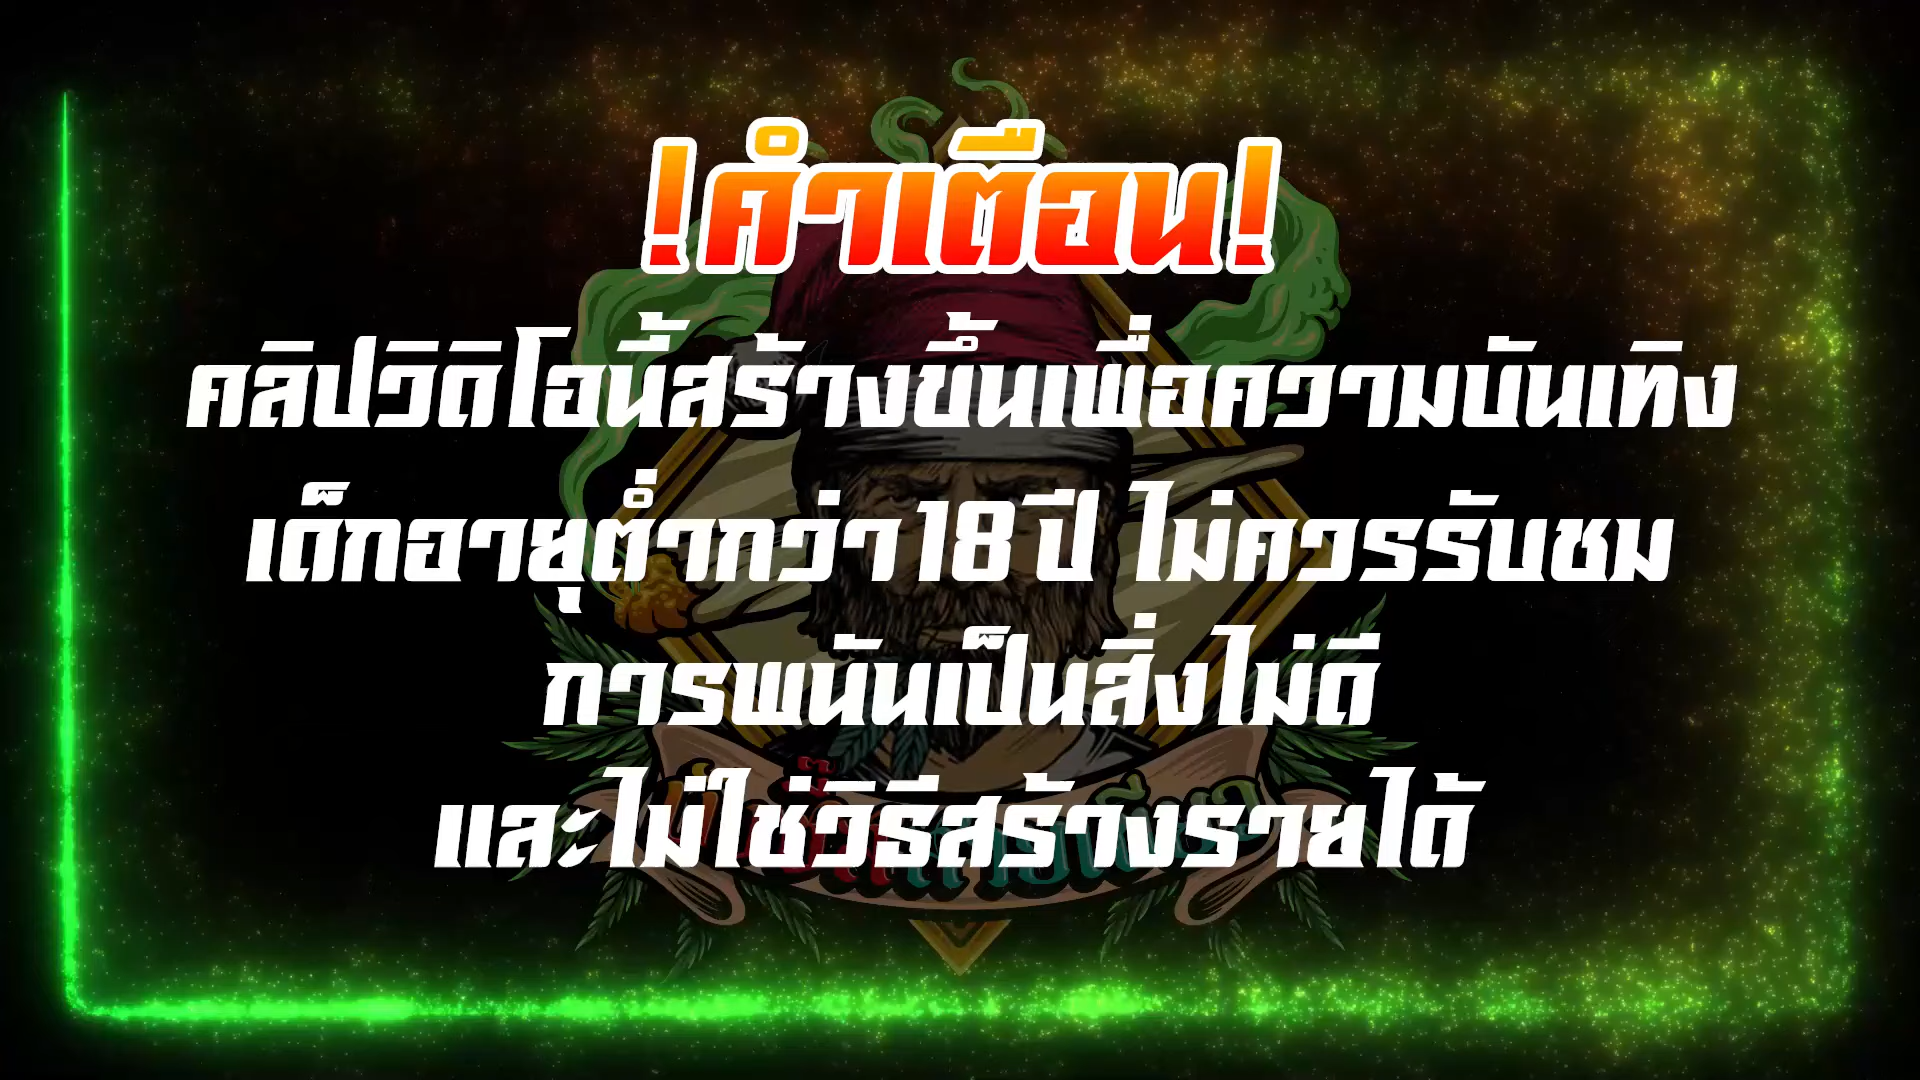 !คำเตือน!
คลิปวิดิโอนี้สร้างขึ้นเพื่อความบันเทิง
เด็กอายุต่ำกว่า 18 ปี ไม่ควรรับชม
การพนันเป็นสิ่งไม่ดี
และไม่ใช่วิธีสร้างรายได้